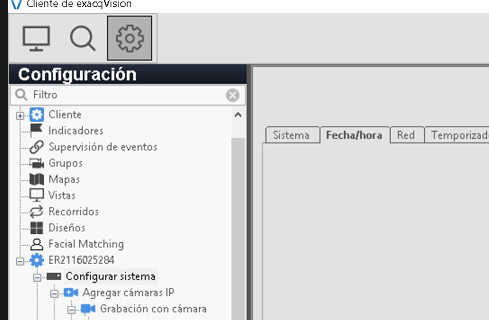 Cliente de exacqVision
Configuración
Filtro
Cliente
Indicadores
Supervisión de eventos
Grupos
Mapas
Vistas
Recorridos
Diseños
Facial Matching
ER2116025284
Configurar sistema
Agregar cámaras IP
Grabación con cámara
Sistema Fecha/hora Red Temporizad